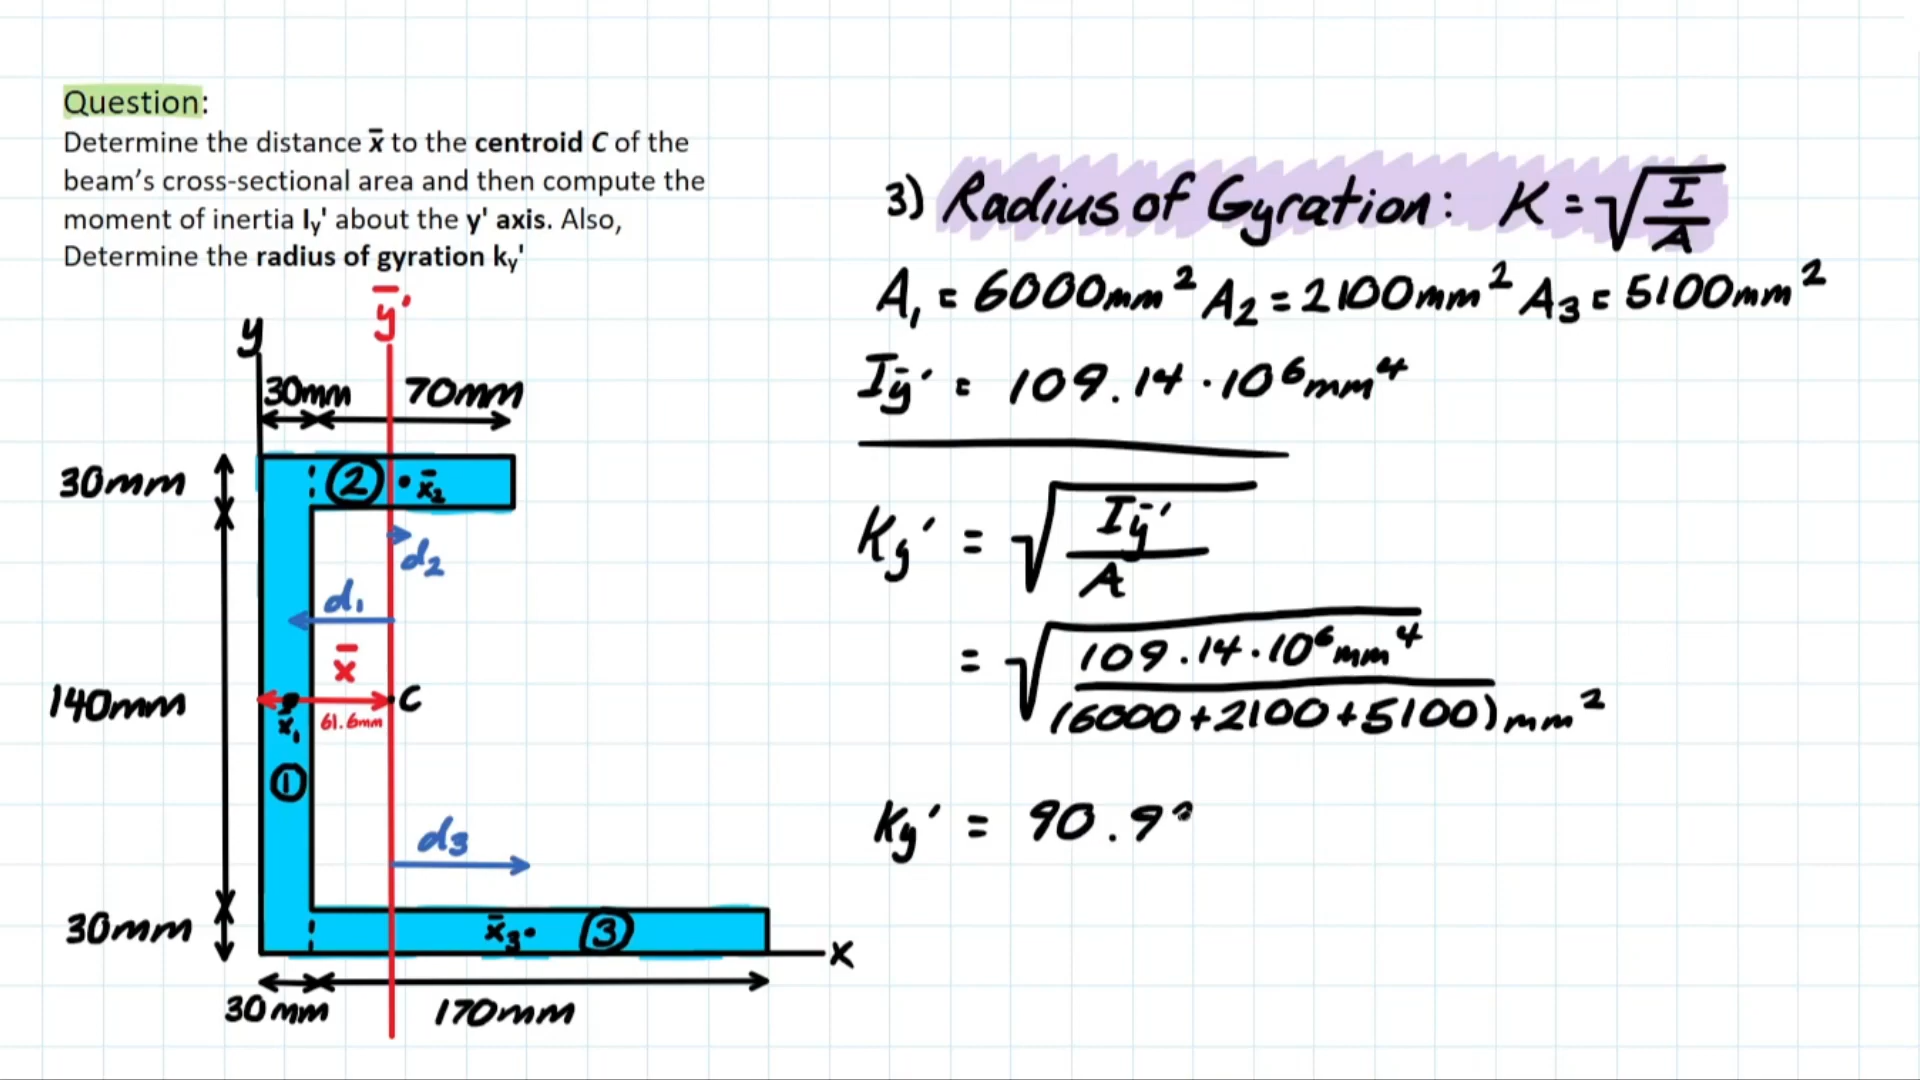 Question:
Determine the distance x̄ to the centroid C of the
beam's cross-sectional area and then compute the
moment of inertia Iy' about the y' axis. Also,
Determine the radius of gyration ky'
ȳ'
y
30mm 70mm
30mm
② • x̄₂
d₂
d₁
x̄
140mm
C
61.6mm
x₁
①
d₃
30mm
x̄₃ • ③
x
30mm 170mm
3) Radius of Gyration: K = √(I/A)
A₁ = 6000mm² A₂ = 2100mm² A₃ = 5100mm²
Iȳ' = 109.14 · 10⁶mm⁴
Ky' = √(Iȳ'/A)
= √(109.14 · 10⁶mm⁴/(6000+2100+5100)mm²)
Ky' = 90.9